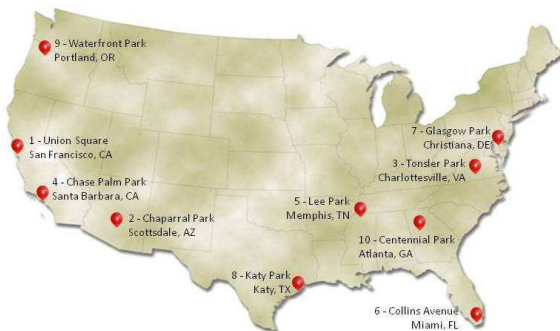 9 - Waterfront Park
Portland, OR
7 - Glasgow Park
Christiana, DE
1 - Union Square
San Francisco, CA
3 - Tonsler Park
Charlottesville, VA
4 - Chase Palm Park
Santa Barbara, CA
5 - Lee Park
Memphis, TN
2 - Chaparral Park
Scottsdale, AZ
10 - Centennial Park
Atlanta, GA
8 - Katy Park
Katy, TX
6 - Collins Avenue
Miami, FL